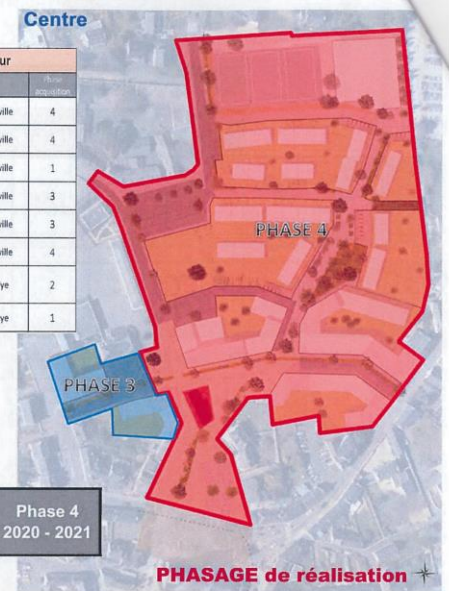 Centre
ur
Phase acquisition
ville 4
ville 4
ville 1
ville 3
ville 3
ville 4
ye 2
ye 1
PHASE 4
PHASE 3
Phase 4
2020 - 2021
PHASAGE de réalisation